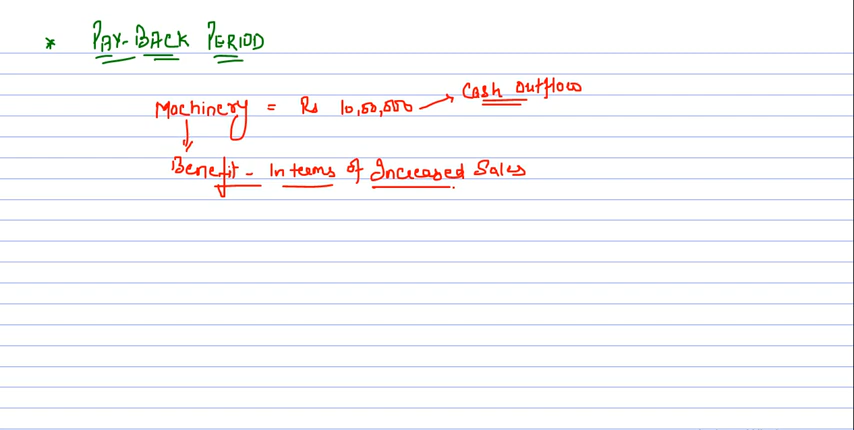 * PAY-BACK PERIOD
Machinery = Rs 10,00,000 → Cash Outflow
Benefit - In terms of Increased Sales